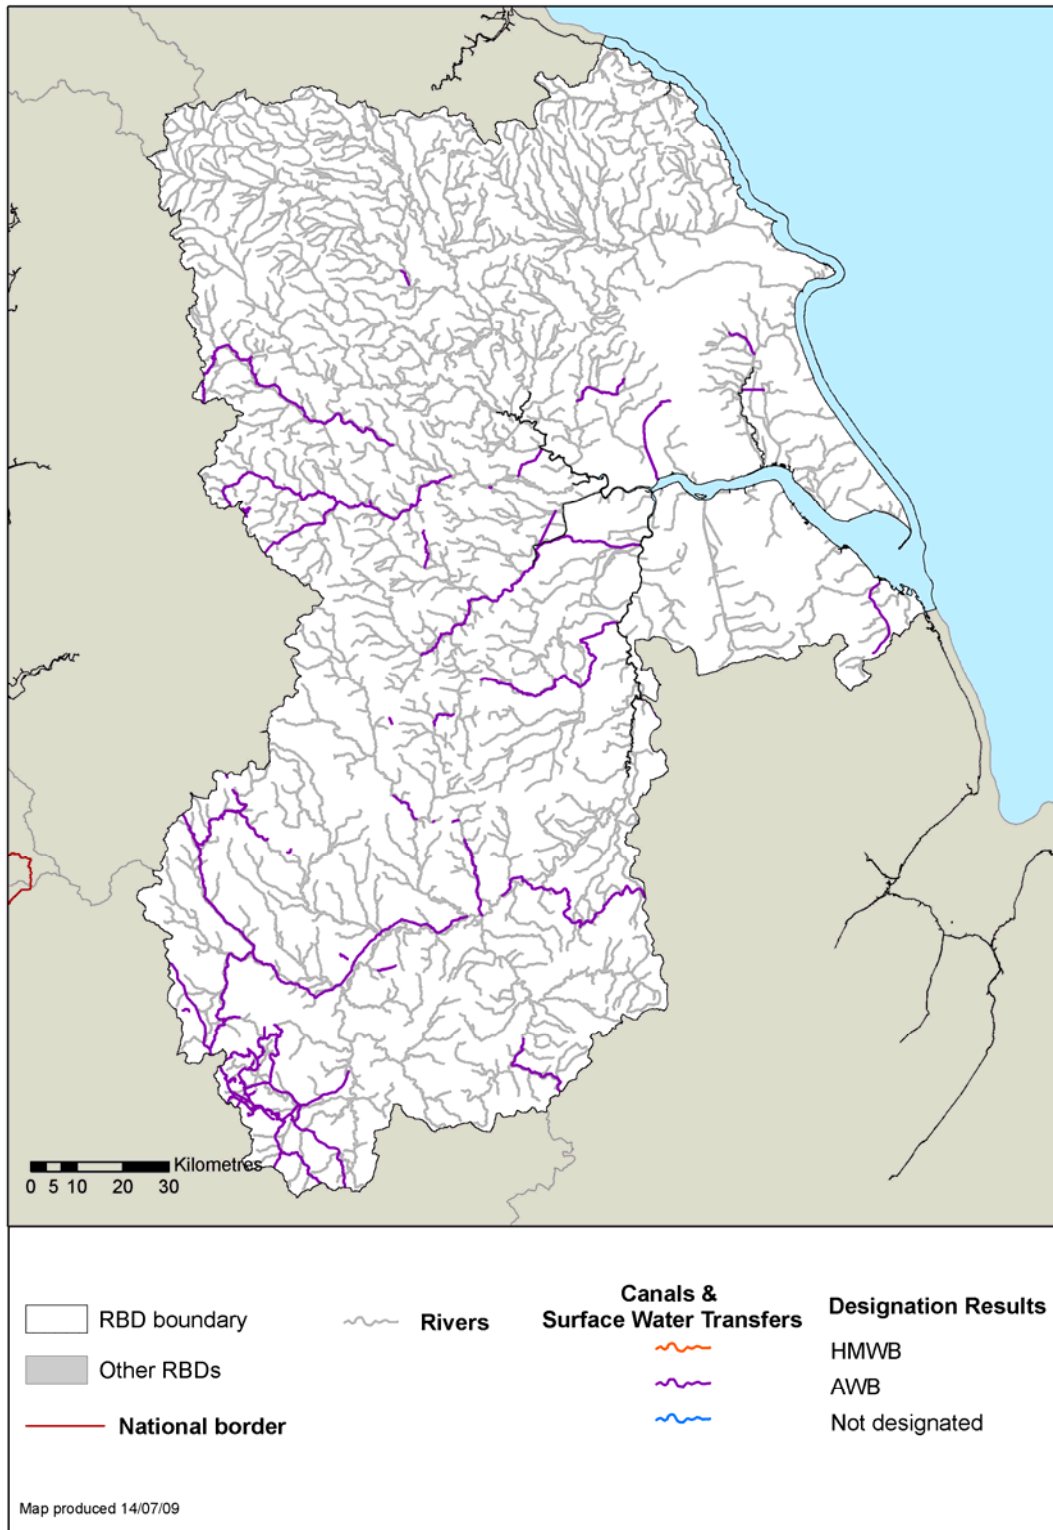 Kilometres
0 5 10 20 30
RBD boundary
Other RBDs
National border
Rivers
Canals &
Surface Water Transfers
Designation Results
HMWB
AWB
Not designated
Map produced 14/07/09